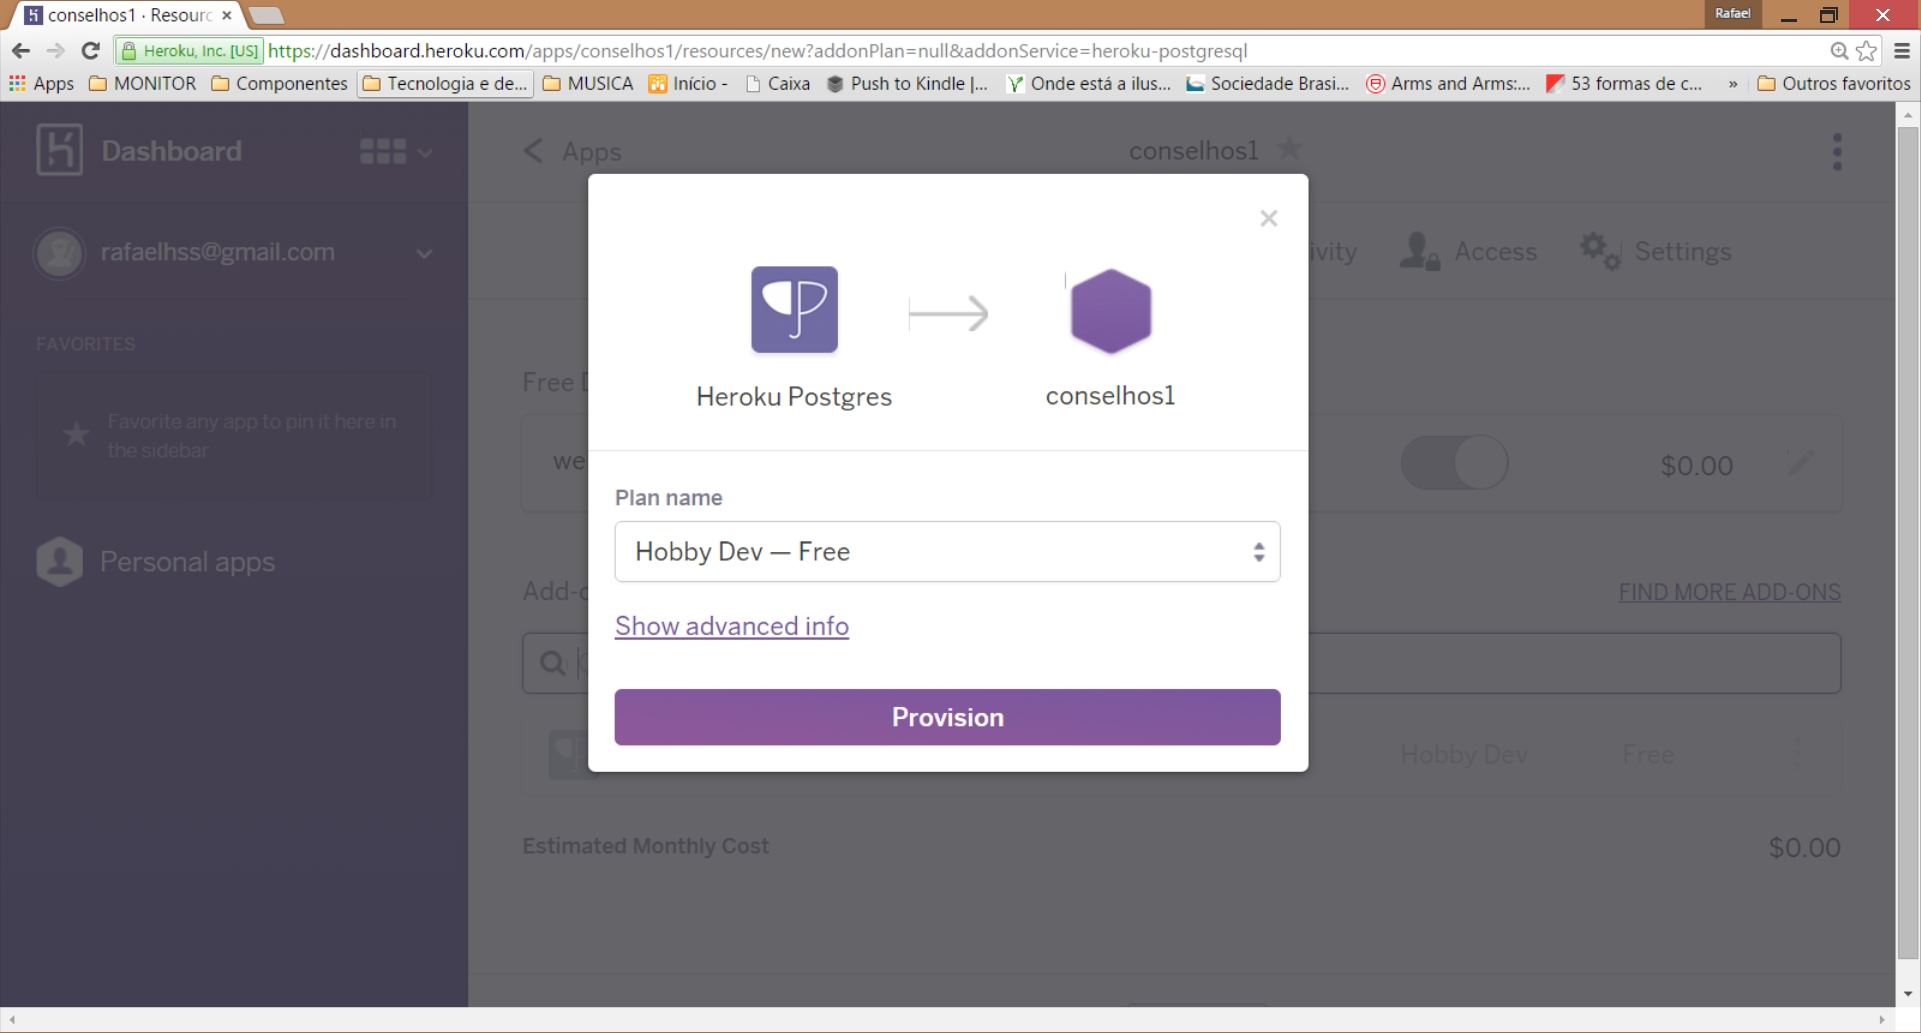 conselhos1 · Resourc
Rafael
Heroku, Inc. [US]
https://dashboard.heroku.com/apps/conselhos1/resources/new?addonPlan=null&addonService=heroku-postgresql
Apps MONITOR Componentes Tecnologia e de... MUSICA Início - Caixa Push to Kindle |... Onde está a ilus... Sociedade Brasi... Arms and Arms:... 53 formas de c... » Outros favoritos
Dashboard
Apps
conselhos1
rafaelhss@gmail.com
ivity
Access
Settings
FAVORITES
Favorite any app to pin it here in
the sidebar
Personal apps
Heroku Postgres
conselhos1
Free D
we
$0.00
Plan name
Hobby Dev — Free
Show advanced info
Add-o
FIND MORE ADD-ONS
Provision
Hobby Dev
Free
Estimated Monthly Cost
$0.00